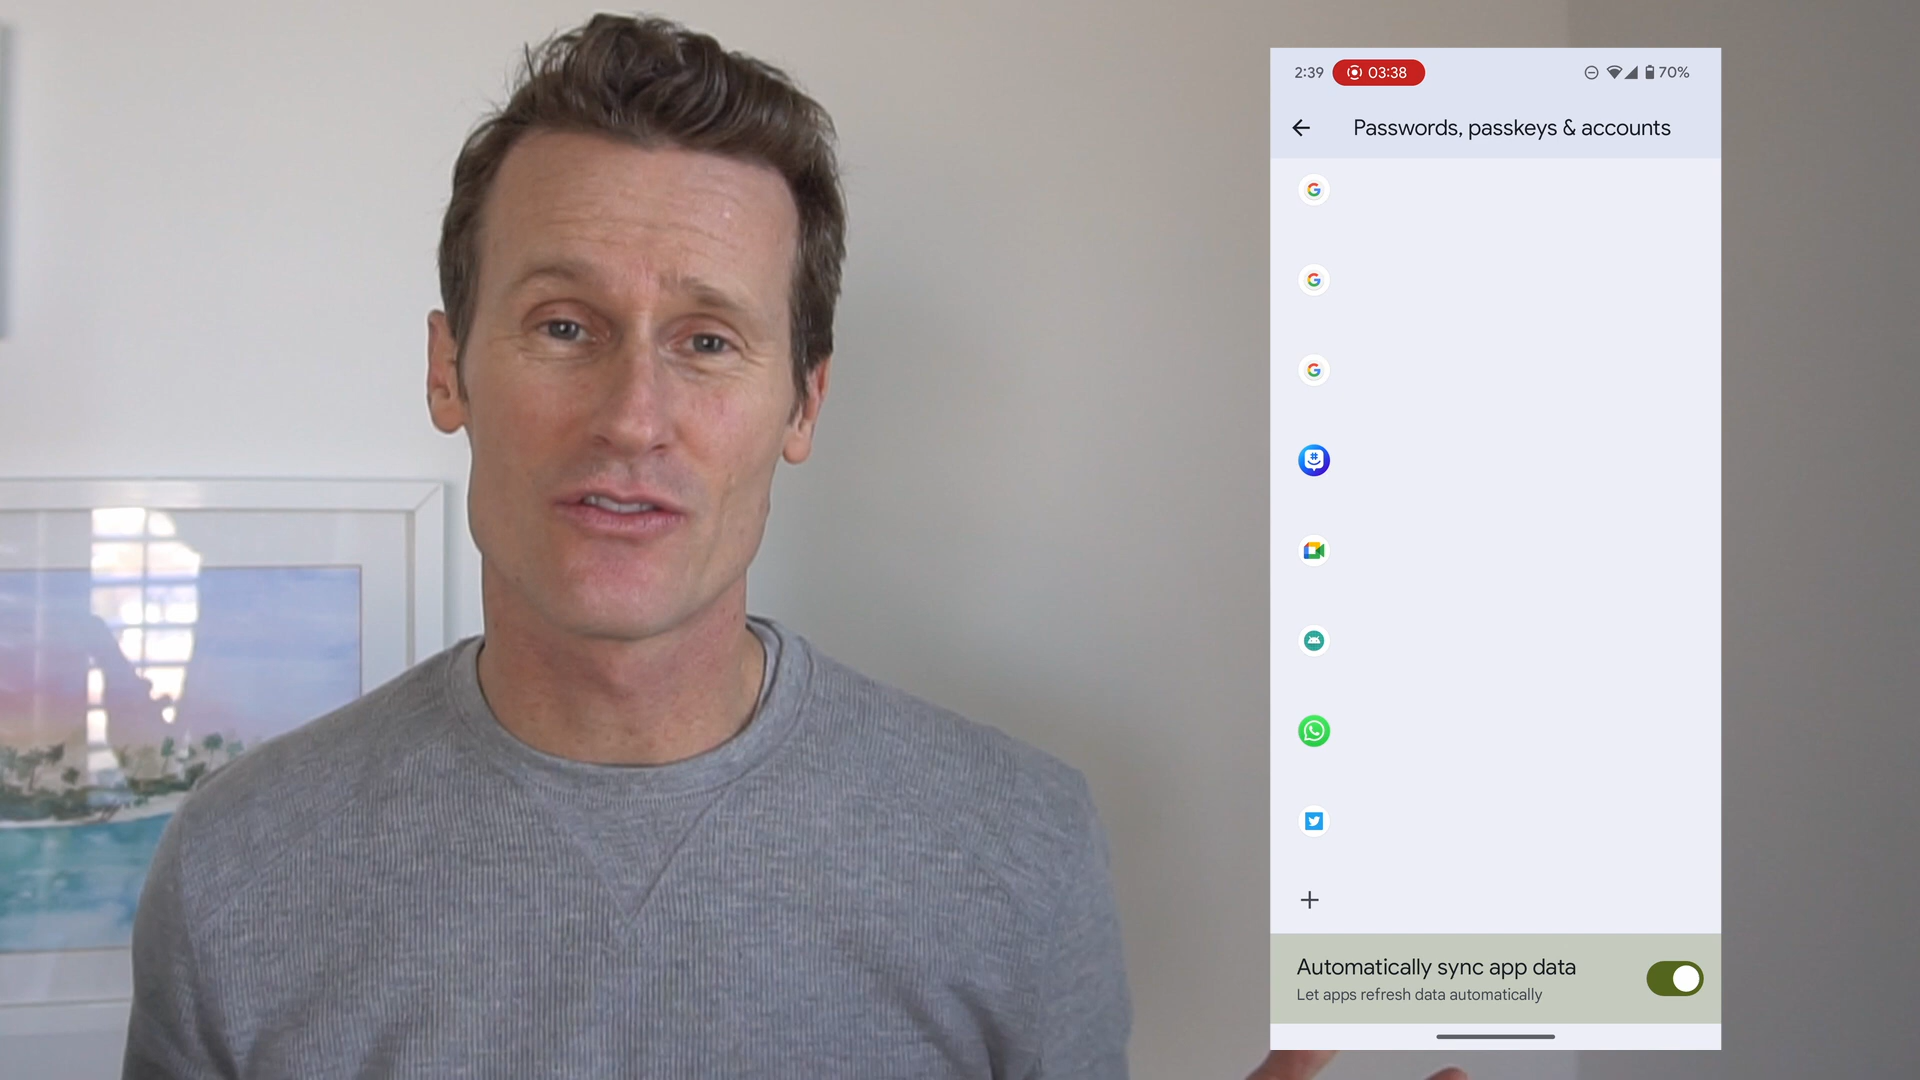 2:39 03:38 70%
Passwords, passkeys & accounts
Automatically sync app data
Let apps refresh data automatically